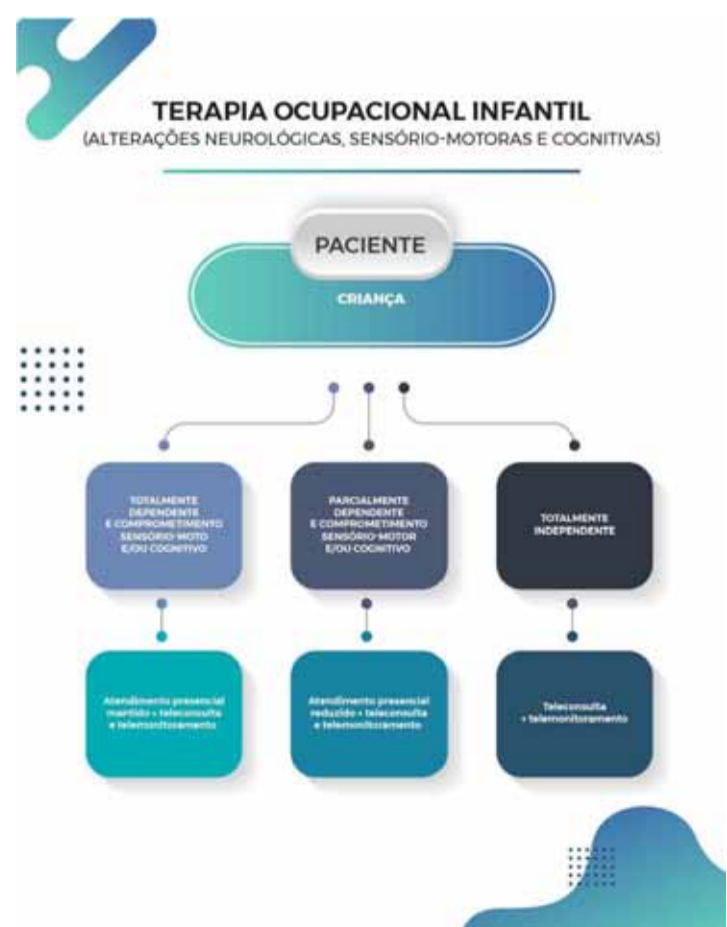 TERAPIA OCUPACIONAL INFANTIL
(ALTERAÇÕES NEUROLÓGICAS, SENSÓRIO-MOTORAS E COGNITIVAS)
PACIENTE
CRIANÇA
TOTALMENTE
DEPENDENTE
E COMPROMETIMENTO
SENSÓRIO-MOTO
E/OU COGNITIVO
PARCIALMENTE
DEPENDENTE
E COMPROMETIMENTO
SENSÓRIO-MOTOR
E/OU COGNITIVO
TOTALMENTE
INDEPENDENTE
Atendimento presencial
mantido + teleconsulta
e telemonitoramento
Atendimento presencial
reduzido + teleconsulta
e telemonitoramento
Teleconsulta
+ telemonitoramento